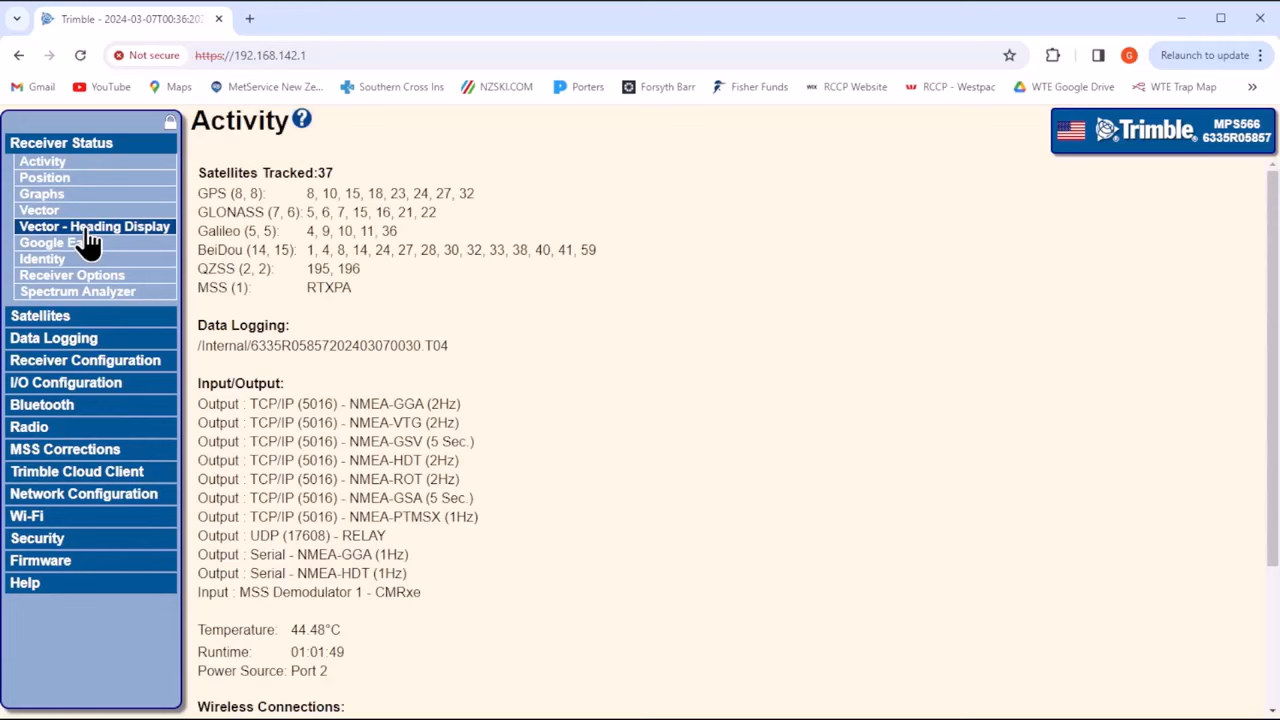 Trimble - 2024-03-07T00:36:20
Not secure
https://192.168.142.1
Relaunch to update
G
Gmail
YouTube
Maps
MetService New Ze...
Southern Cross Ins
NZSKI.COM
Porters
Forsyth Barr
Fisher Funds
WIX RCCP Website
RCCP - Westpac
WTE Google Drive
WTE Trap Map
Receiver Status
Activity
Position
Graphs
Vector
Vector - Heading Display
Google
Identity
Receiver Options
Spectrum Analyzer
Satellites
Data Logging
Receiver Configuration
I/O Configuration
Bluetooth
Radio
MSS Corrections
Trimble Cloud Client
Network Configuration
Wi-Fi
Security
Firmware
Help
Activity ?
Trimble
MPS566
6335R05857
Satellites Tracked:37
GPS (8, 8): 8, 10, 15, 18, 23, 24, 27, 32
GLONASS (7, 6): 5, 6, 7, 15, 16, 21, 22
Galileo (5, 5): 4, 9, 10, 11, 36
BeiDou (14, 15): 1, 4, 8, 14, 24, 27, 28, 30, 32, 33, 38, 40, 41, 59
QZSS (2, 2): 195, 196
MSS (1): RTXPA
Data Logging:
/Internal/6335R05857202403070030.T04
Input/Output:
Output : TCP/IP (5016) - NMEA-GGA (2Hz)
Output : TCP/IP (5016) - NMEA-VTG (2Hz)
Output : TCP/IP (5016) - NMEA-GSV (5 Sec.)
Output : TCP/IP (5016) - NMEA-HDT (2Hz)
Output : TCP/IP (5016) - NMEA-ROT (2Hz)
Output : TCP/IP (5016) - NMEA-GSA (5 Sec.)
Output : TCP/IP (5016) - NMEA-PTMSX (1Hz)
Output : UDP (17608) - RELAY
Output : Serial - NMEA-GGA (1Hz)
Output : Serial - NMEA-HDT (1Hz)
Input : MSS Demodulator 1 - CMRxe
Temperature: 44.48°C
Runtime: 01:01:49
Power Source: Port 2
Wireless Connections: